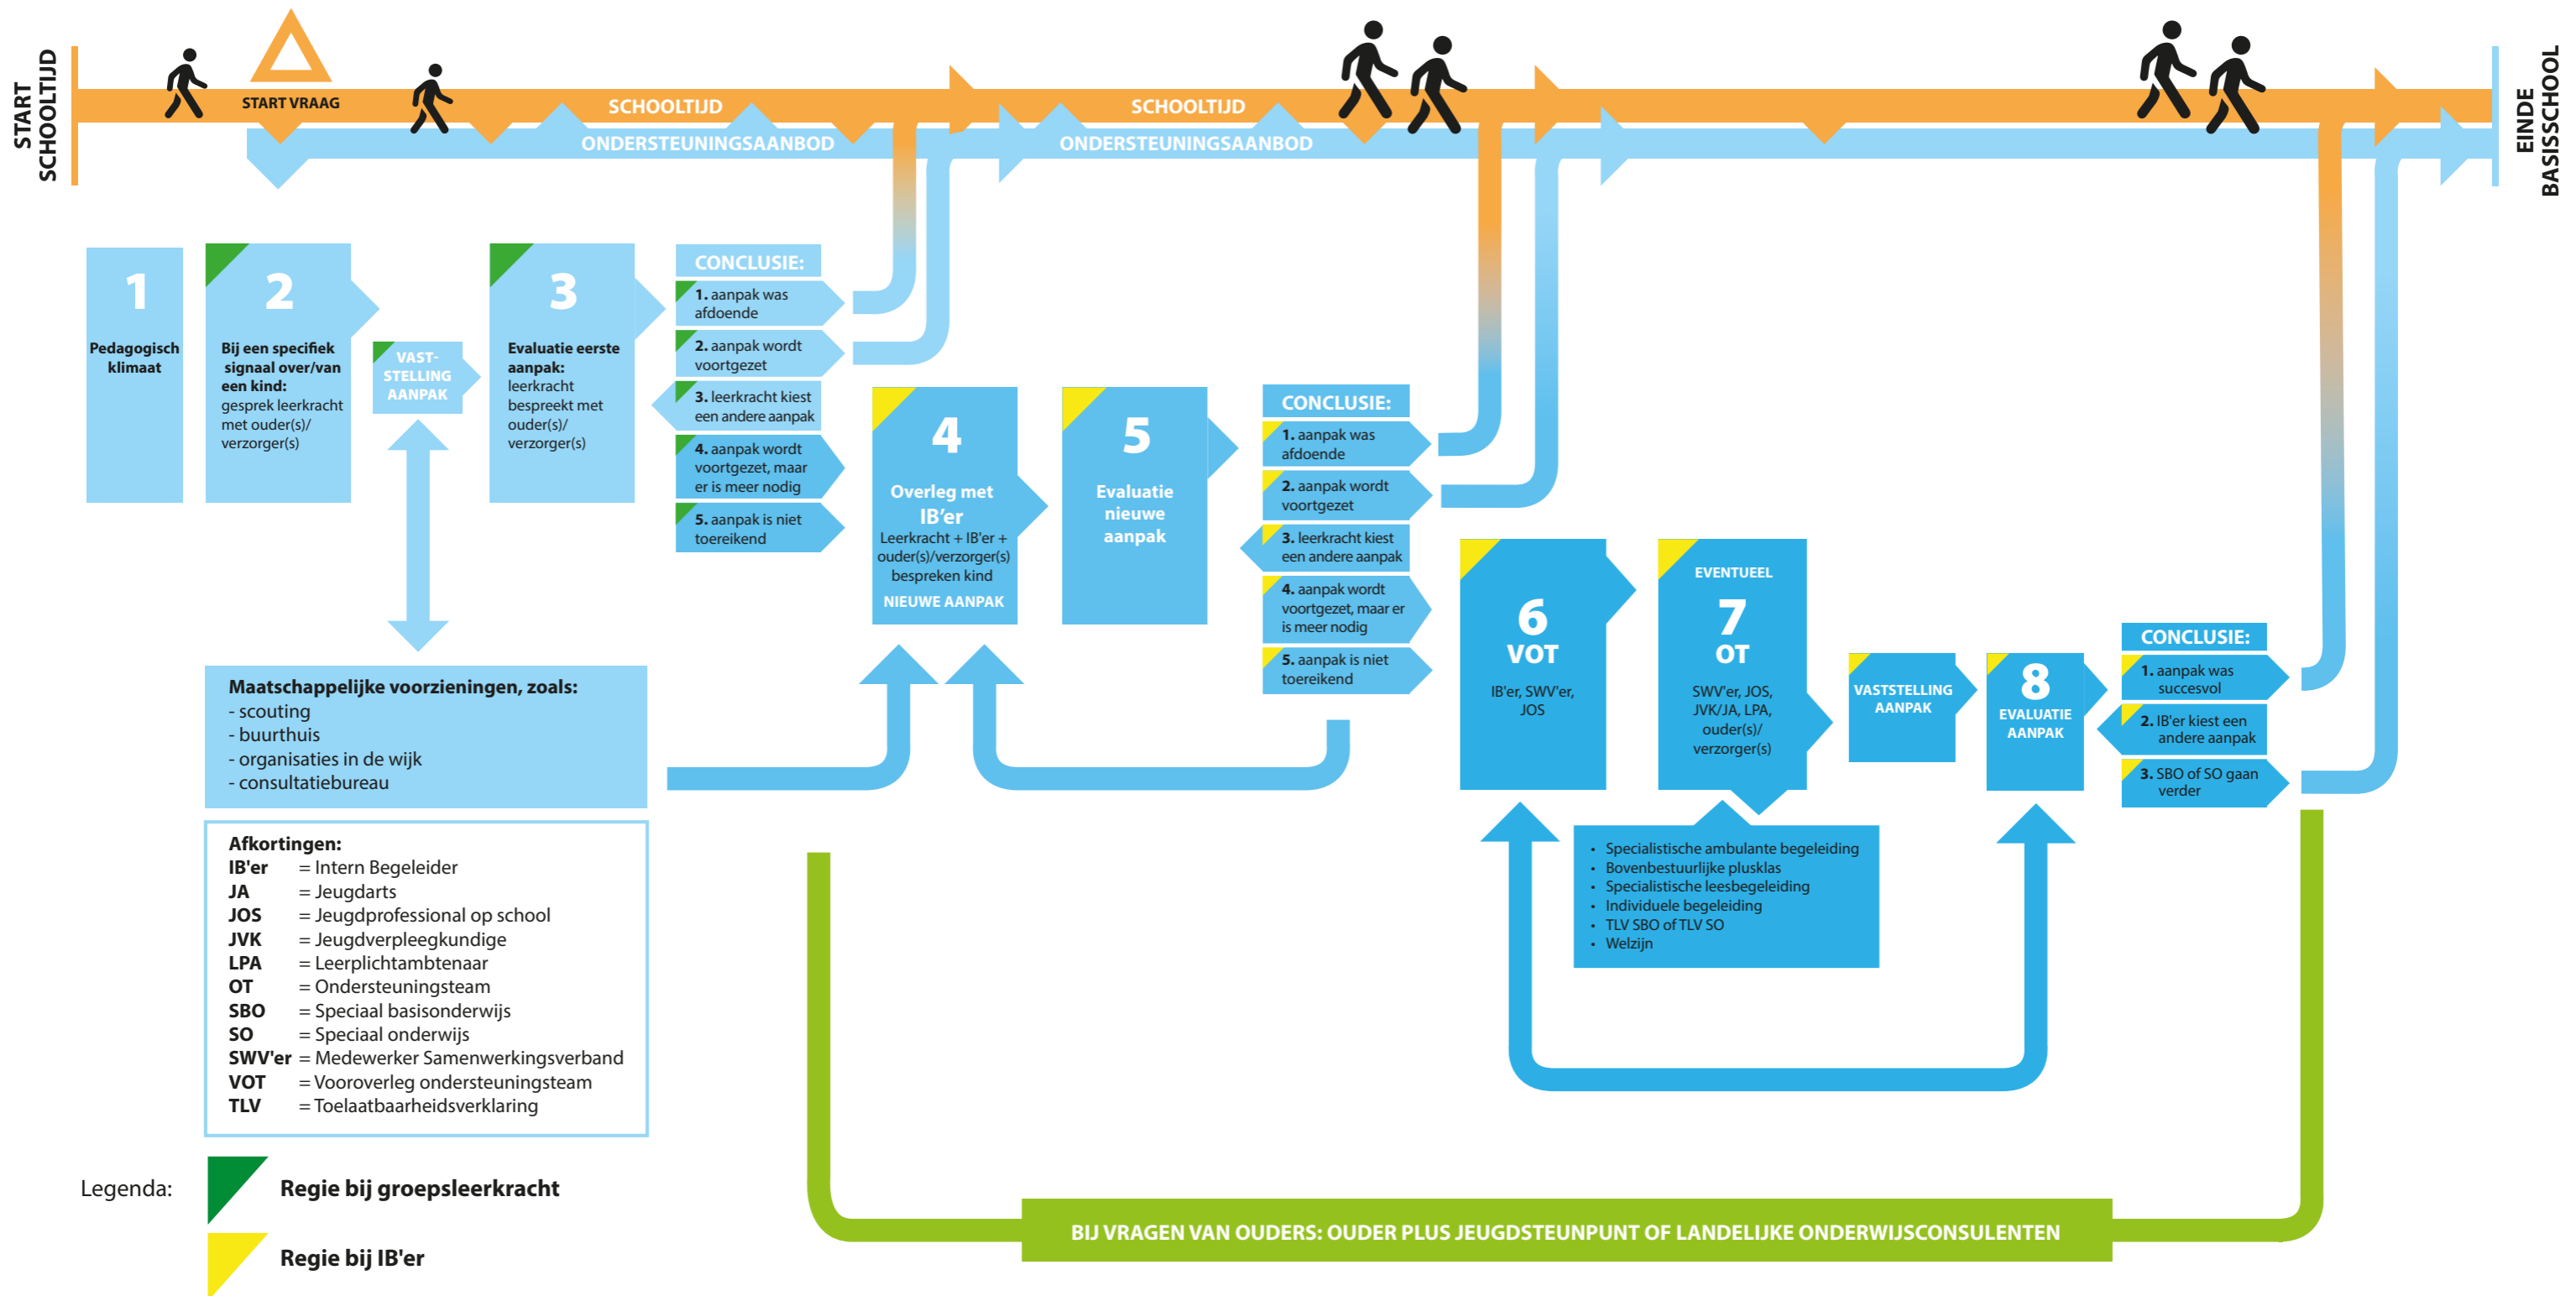 START
SCHOOLTIJD
START VRAAG
SCHOOLTIJD
SCHOOLTIJD
ONDERSTEUNINGSAANBOD
ONDERSTEUNINGSAANBOD
EINDE
BASISSCHOOL
1
Pedagogisch
klimaat
2
Bij een specifiek
signaal over/van
een kind:
gesprek leerkracht
met ouder(s)/
verzorger(s)
VAST-
STELLING
AANPAK
3
Evaluatie eerste
aanpak:
leerkracht
bespreekt met
ouder(s)/
verzorger(s)
CONCLUSIE:
1. aanpak was
afdoende
2. aanpak wordt
voortgezet
3. leerkracht kiest
een andere aanpak
4. aanpak wordt
voortgezet, maar
er is meer nodig
5. aanpak is niet
toereikend
4
Overleg met
IB’er
Leerkracht + IB'er +
ouder(s)/verzorger(s)
bespreken kind
NIEUWE AANPAK
5
Evaluatie
nieuwe
aanpak
CONCLUSIE:
1. aanpak was
afdoende
2. aanpak wordt
voortgezet
3. leerkracht kiest
een andere aanpak
4. aanpak wordt
voortgezet, maar er
is meer nodig
5. aanpak is niet
toereikend
6
VOT
IB'er, SWV'er,
JOS
EVENTUEEL
7
OT
SWV'er, JOS,
JVK/JA, LPA,
ouder(s)/
verzorger(s)
VASTSTELLING
AANPAK
8
EVALUATIE
AANPAK
CONCLUSIE:
1. aanpak was
succesvol
2. IB'er kiest een
andere aanpak
3. SBO of SO gaan
verder
• Specialistische ambulante begeleiding
• Bovenbestuurlijke plusklas
• Specialistische leesbegeleiding
• Individuele begeleiding
• TLV SBO of TLV SO
• Welzijn
Maatschappelijke voorzieningen, zoals:
- scouting
- buurthuis
- organisaties in de wijk
- consultatiebureau
Afkortingen:
IB'er = Intern Begeleider
JA = Jeugdarts
JOS = Jeugdprofessional op school
JVK = Jeugdverpleegkundige
LPA = Leerplichtambtenaar
OT = Ondersteuningsteam
SBO = Speciaal basisonderwijs
SO = Speciaal onderwijs
SWV'er = Medewerker Samenwerkingsverband
VOT = Vooroverleg ondersteuningsteam
TLV = Toelaatbaarheidsverklaring
Legenda:
Regie bij groepsleerkracht
Regie bij IB'er
BIJ VRAGEN VAN OUDERS: OUDER PLUS JEUGDSTEUNPUNT OF LANDELIJKE ONDERWIJSCONSULENTEN